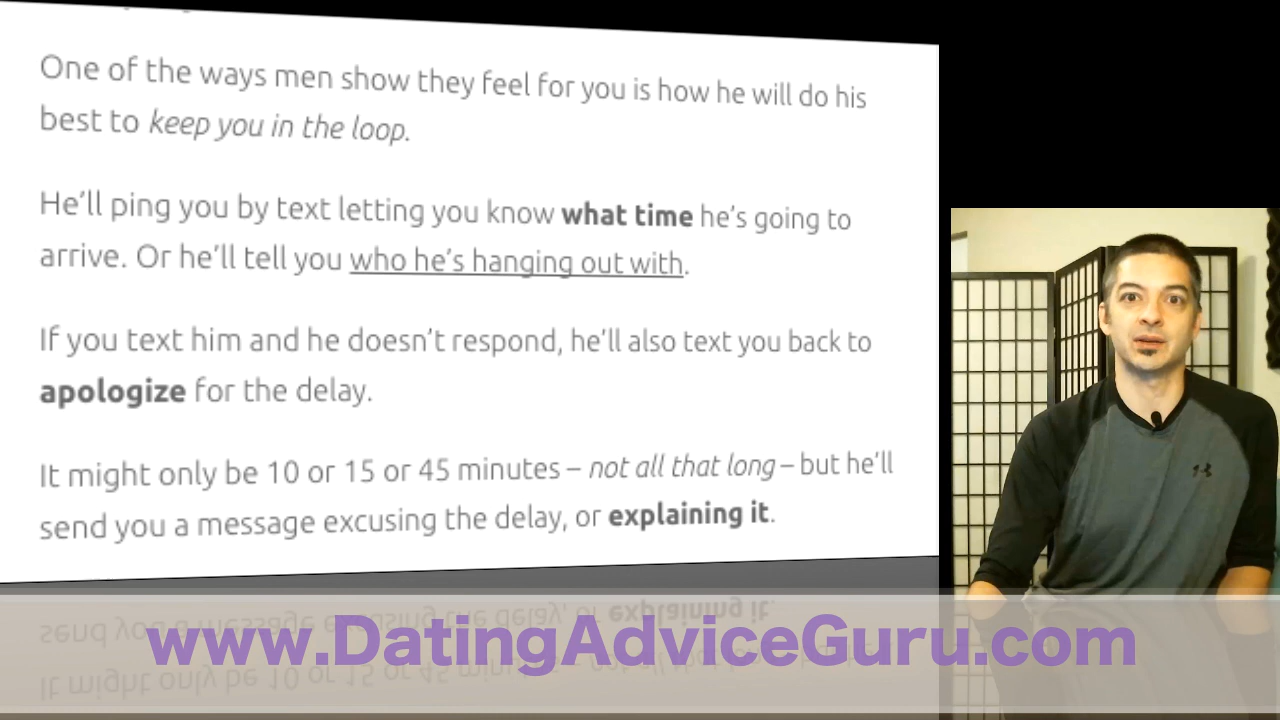 One of the ways men show they feel for you is how he will do his
best to keep you in the loop.
He'll ping you by text letting you know what time he's going to
arrive. Or he'll tell you who he's hanging out with.
If you text him and he doesn't respond, he'll also text you back to
apologize for the delay.
It might only be 10 or 15 or 45 minutes – not all that long – but he'll
send you a message excusing the delay, or explaining it.
www.DatingAdviceGuru.com